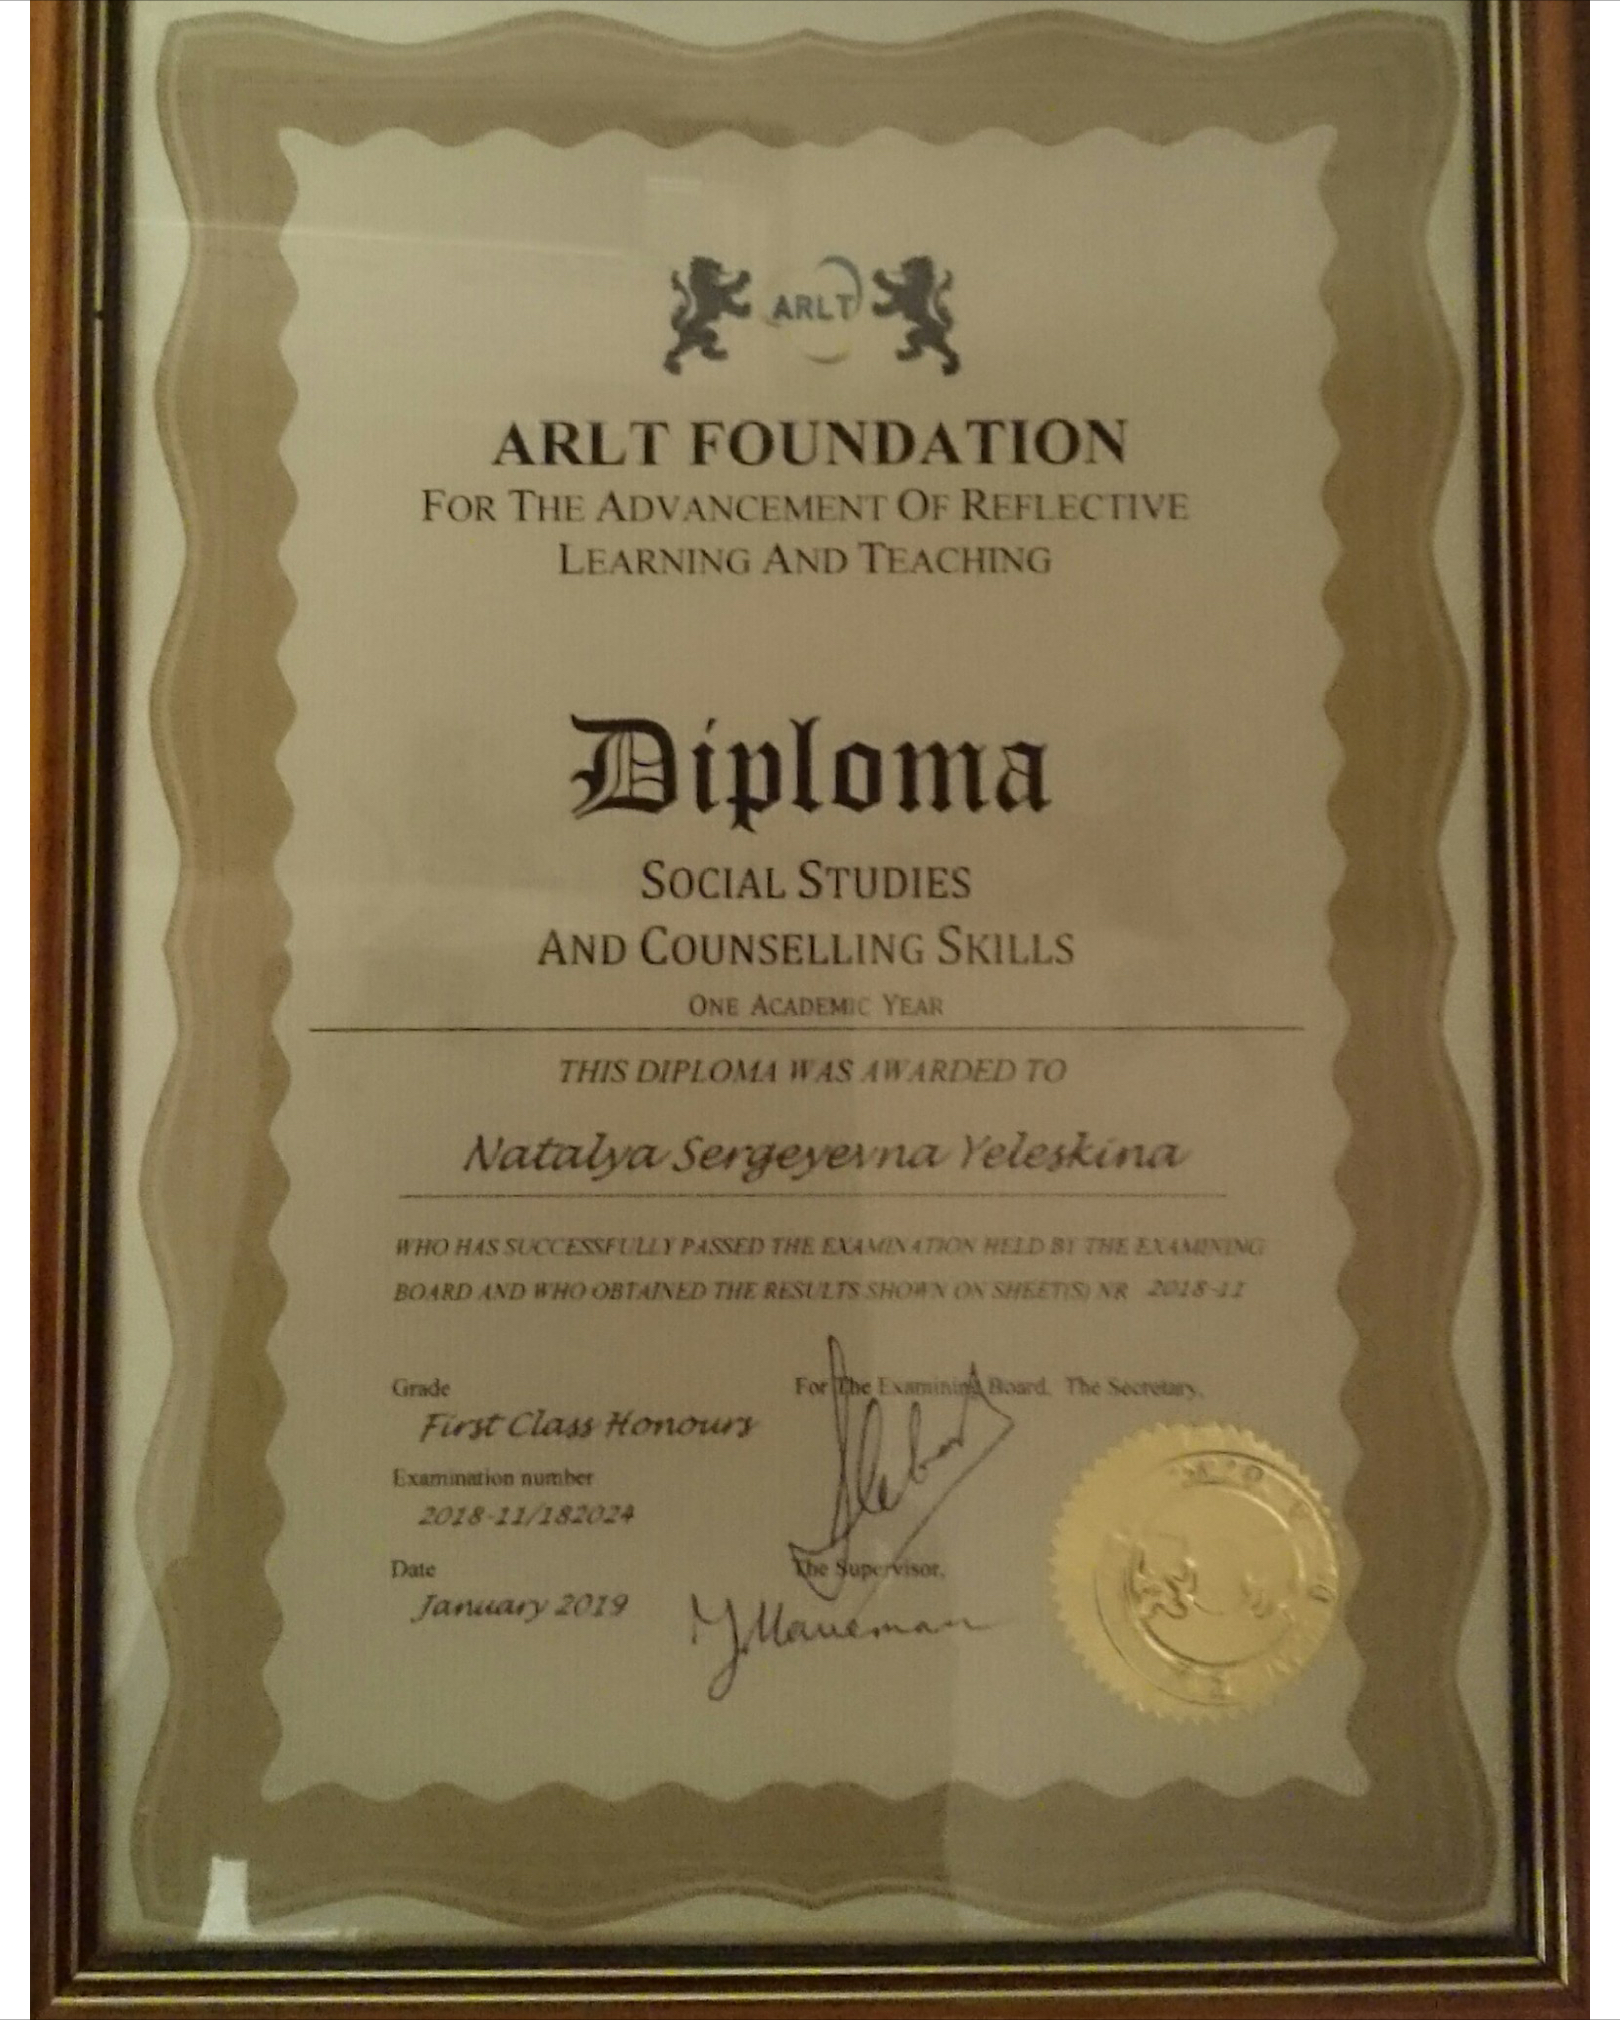 ARLT
ARLT FOUNDATION
FOR THE ADVANCEMENT OF REFLECTIVE
LEARNING AND TEACHING
Diploma
SOCIAL STUDIES
AND COUNSELLING SKILLS
ONE ACADEMIC YEAR
THIS DIPLOMA WAS AWARDED TO
Natalya Sergeyevna Yeleskina
WHO HAS SUCCESSFULLY PASSED THE EXAMINATION HELD BY THE EXAMINING
BOARD AND WHO OBTAINED THE RESULTS SHOWN ON SHEET(S) NR 2018-11
Grade
First Class Honours
Examination number
2018-11/182024
Date
January 2019
For The Examining Board, The Secretary,
The Supervisor,